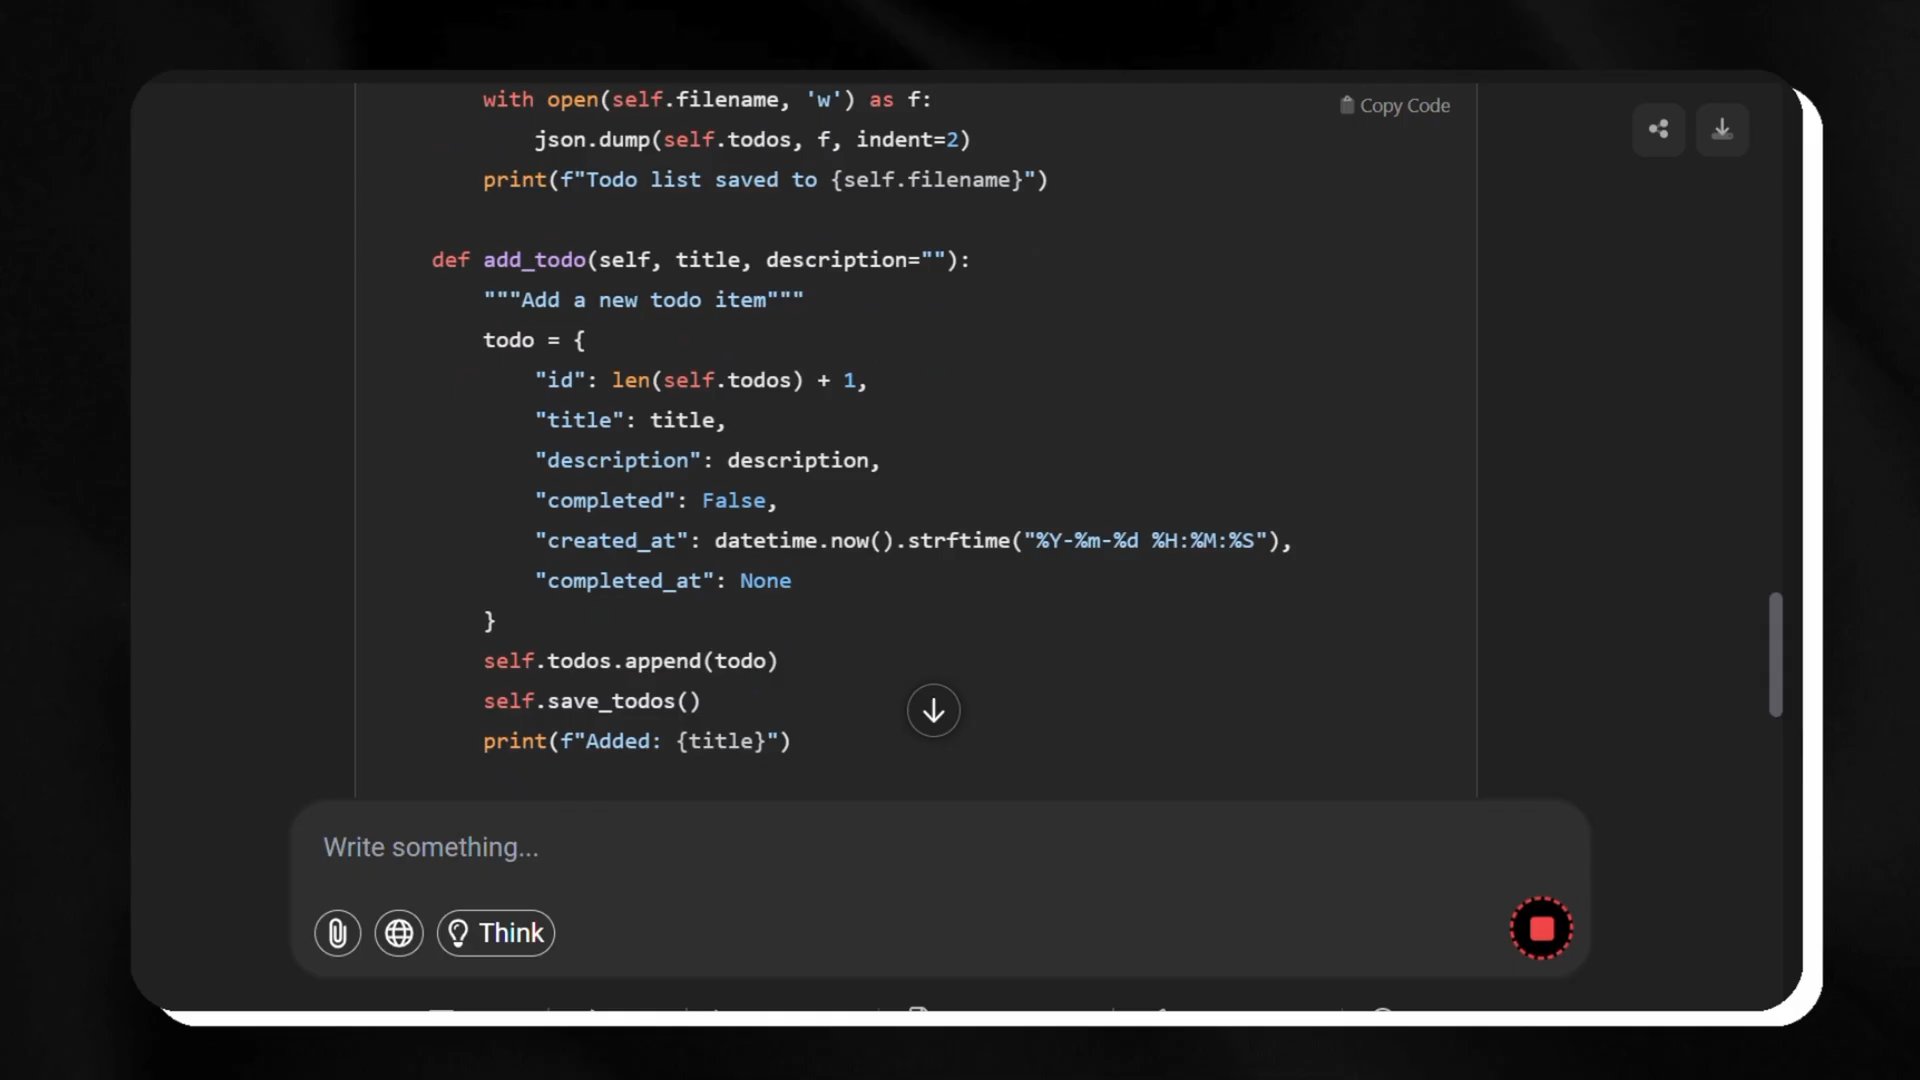 with open(self.filename, 'w') as f:
Copy Code
json.dump(self.todos, f, indent=2)
print(f"Todo list saved to {self.filename}")
def add_todo(self, title, description=""):
"""Add a new todo item"""
todo = {
"id": len(self.todos) + 1,
"title": title,
"description": description,
"completed": False,
"created_at": datetime.now().strftime("%Y-%m-%d %H:%M:%S"),
"completed_at": None
}
self.todos.append(todo)
self.save_todos()
print(f"Added: {title}")
Write something...
Think